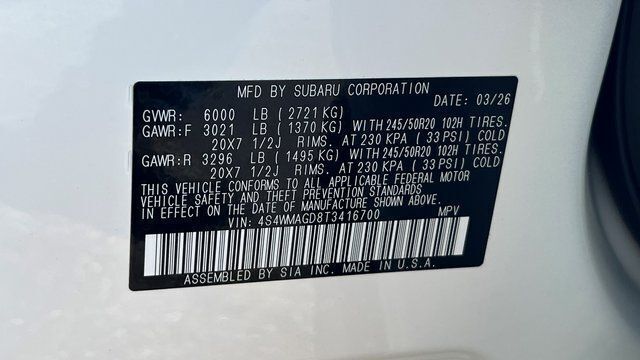 MFD BY SUBARU CORPORATION
DATE: 03/26
GVWR: 6000 LB (2721 KG)
GAWR:F 3021 LB (1370 KG) WITH 245/50R20 102H TIRES.
20X7 1/2J RIMS. AT 230 KPA (33 PSI) COLD
GAWR:R 3296 LB (1495 KG) WITH 245/50R20 102H TIRES.
20X7 1/2J RIMS. AT 230 KPA (33 PSI) COLD
THIS VEHICLE CONFORMS TO ALL APPLICABLE FEDERAL MOTOR
VEHICLE SAFETY AND THEFT PREVENTION STANDARDS
IN EFFECT ON THE DATE OF MANUFACTURE SHOWN ABOVE.
VIN: 4S4WMAGD8T3416700 MPV
ASSEMBLED BY SIA INC. MADE IN U.S.A.